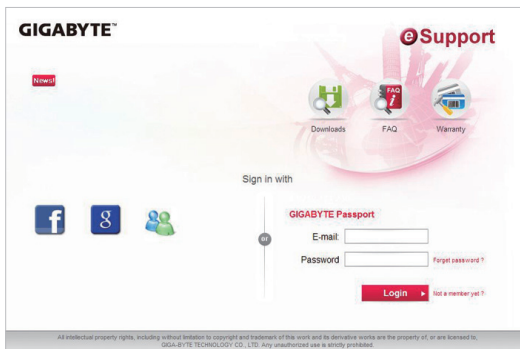 GIGABYTE™
eSupport
News!
FAQ
Downloads
FAQ
Warranty
Sign in with
GIGABYTE Passport
or
E-mail:
Password
Forget password ?
Login
Not a member yet ?
All intellectual property rights, including without limitation to copyright and trademark of this work and its derivative works are the property of, or are licensed to,
GIGA-BYTE TECHNOLOGY CO., LTD. Any unauthorized use is strictly prohibited.